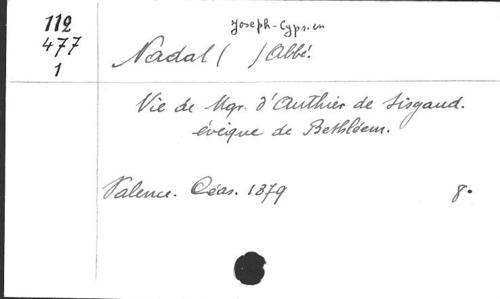 112
477
1
Joseph-Cyprien
Nadal ( ) Abbé.
Vie de Mgr. d'Authier de Sisgaud.
évêque de Bethléem.
Valence. Céas. 1879 8°